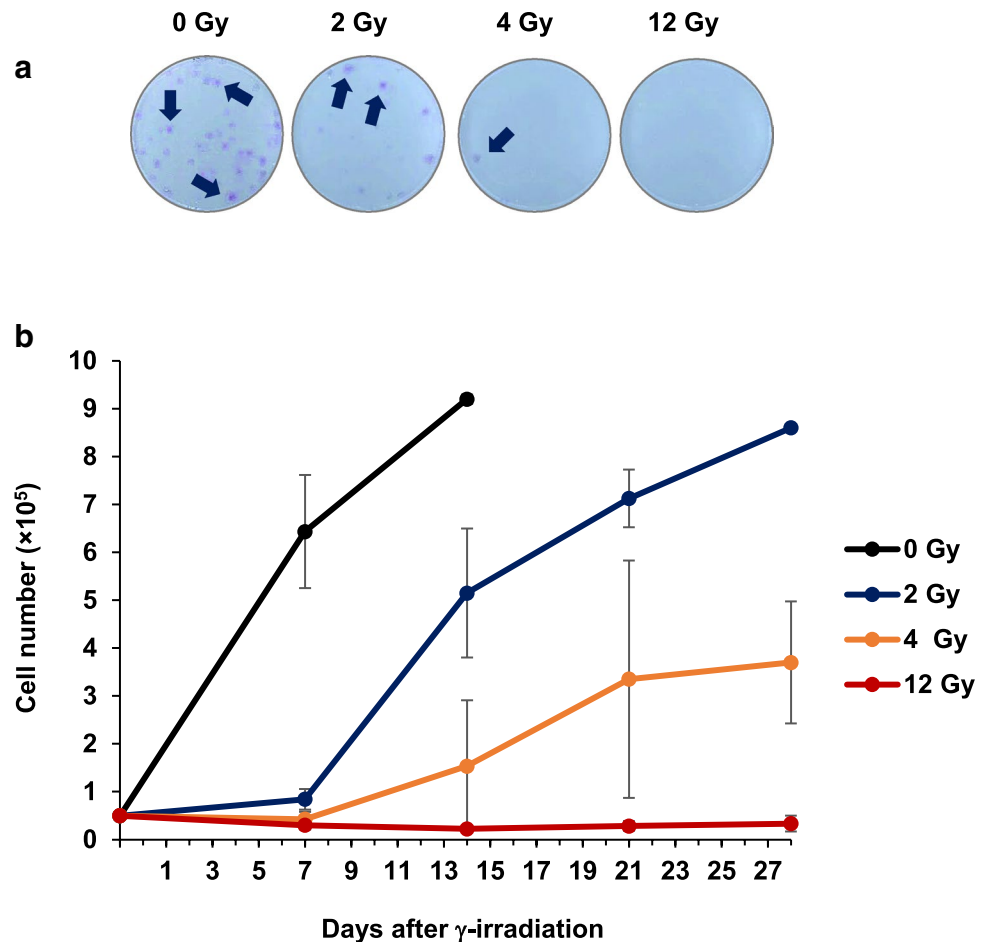 0 Gy 2 Gy 4 Gy 12 Gy
a
b
10
9
8
7
6
5
4
3
2
1
0
Cell number (×10⁵)
1 3 5 7 9 11 13 15 17 19 21 23 25 27
Days after γ-irradiation
0 Gy
2 Gy
4 Gy
12 Gy